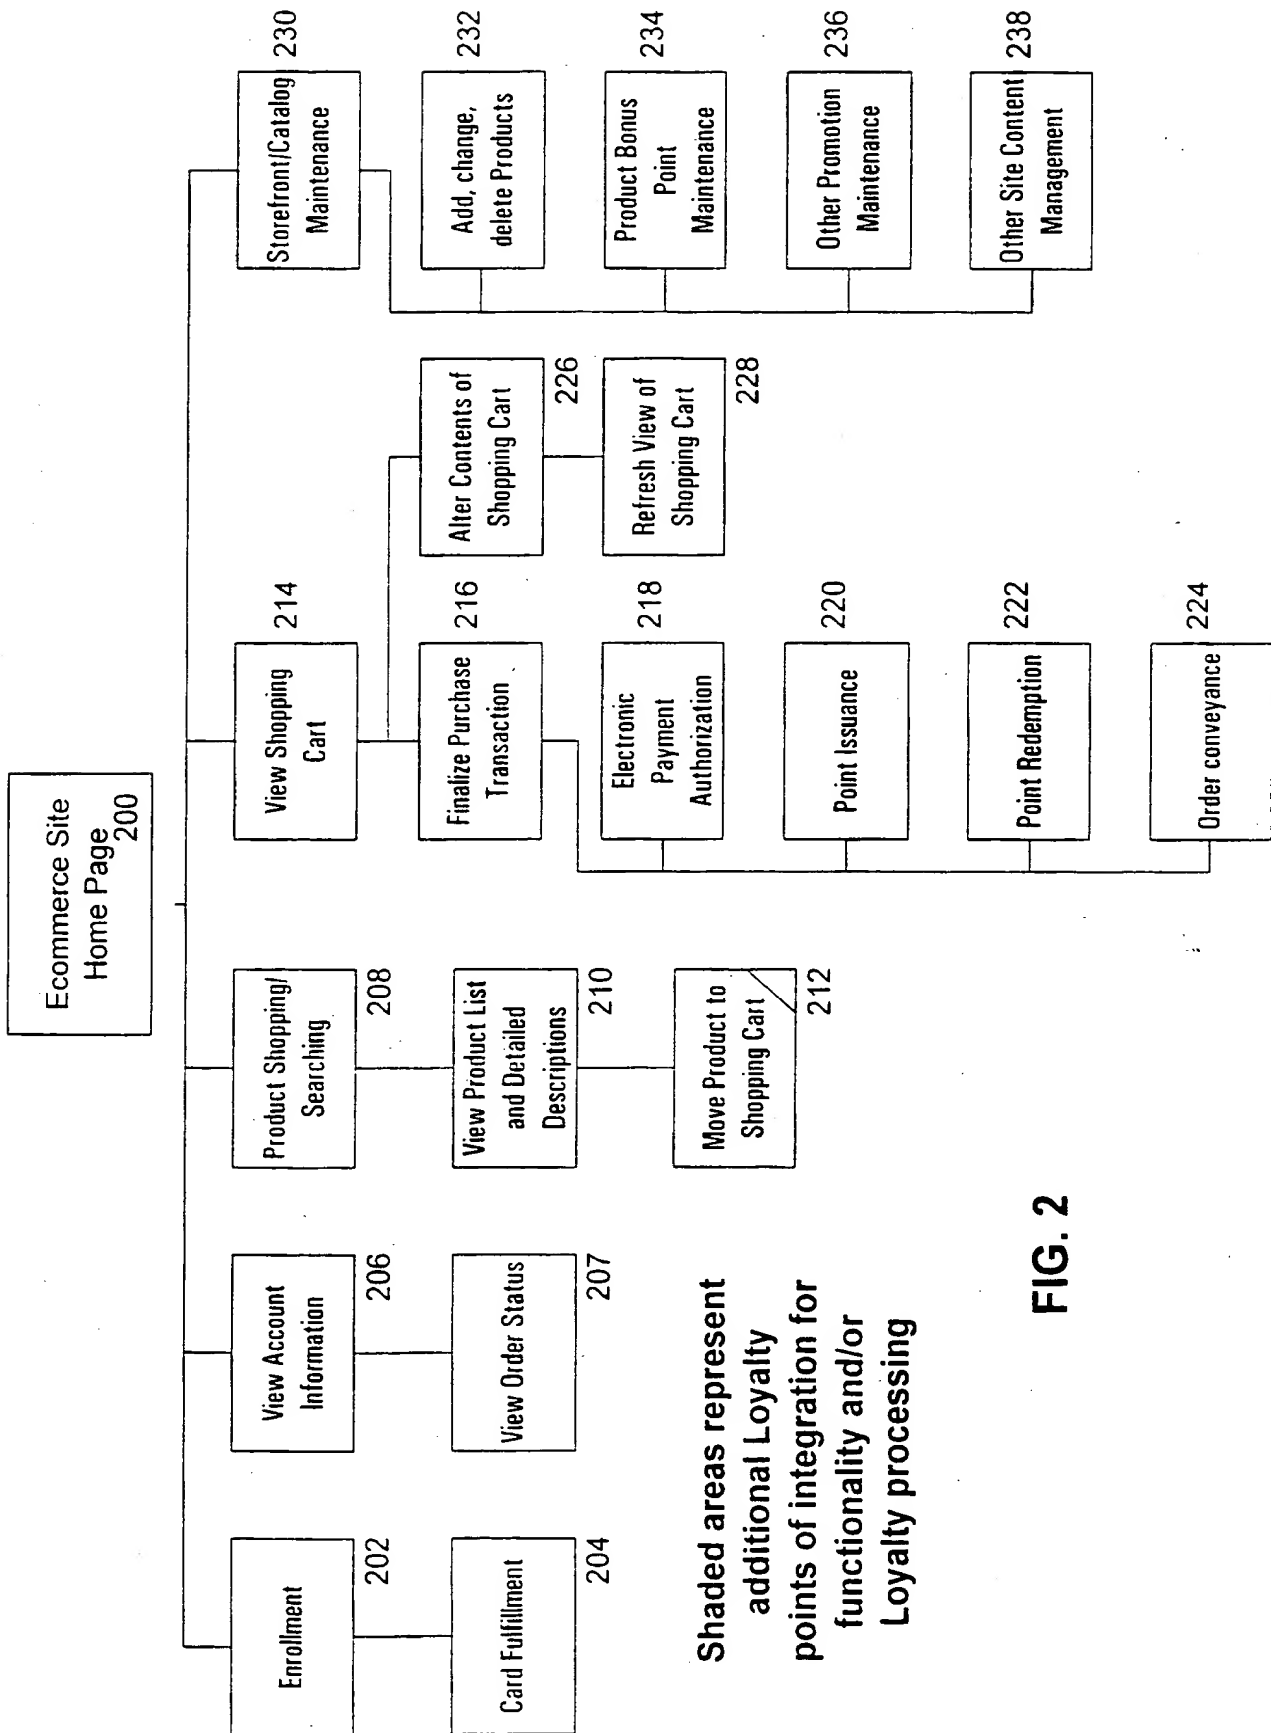 Ecommerce Site
Home Page
200
Enrollment
202
Card Fulfillment
204
View Account
Information
206
View Order Status
207
Product Shopping/
Searching
208
View Product List
and Detailed
Descriptions
210
Move Product to
Shopping Cart
212
View Shopping
Cart
214
Finalize Purchase
Transaction
216
Electronic
Payment
Authorization
218
Point Issuance
220
Point Redemption
222
Order conveyance
224
Alter Contents of
Shopping Cart
226
Refresh View of
Shopping Cart
228
Storefront/Catalog
Maintenance
230
Add, change,
delete Products
232
Product Bonus
Point
Maintenance
234
Other Promotion
Maintenance
236
Other Site Content
Management
238
Shaded areas represent
additional Loyalty
points of integration for
functionality and/or
Loyalty processing
FIG. 2